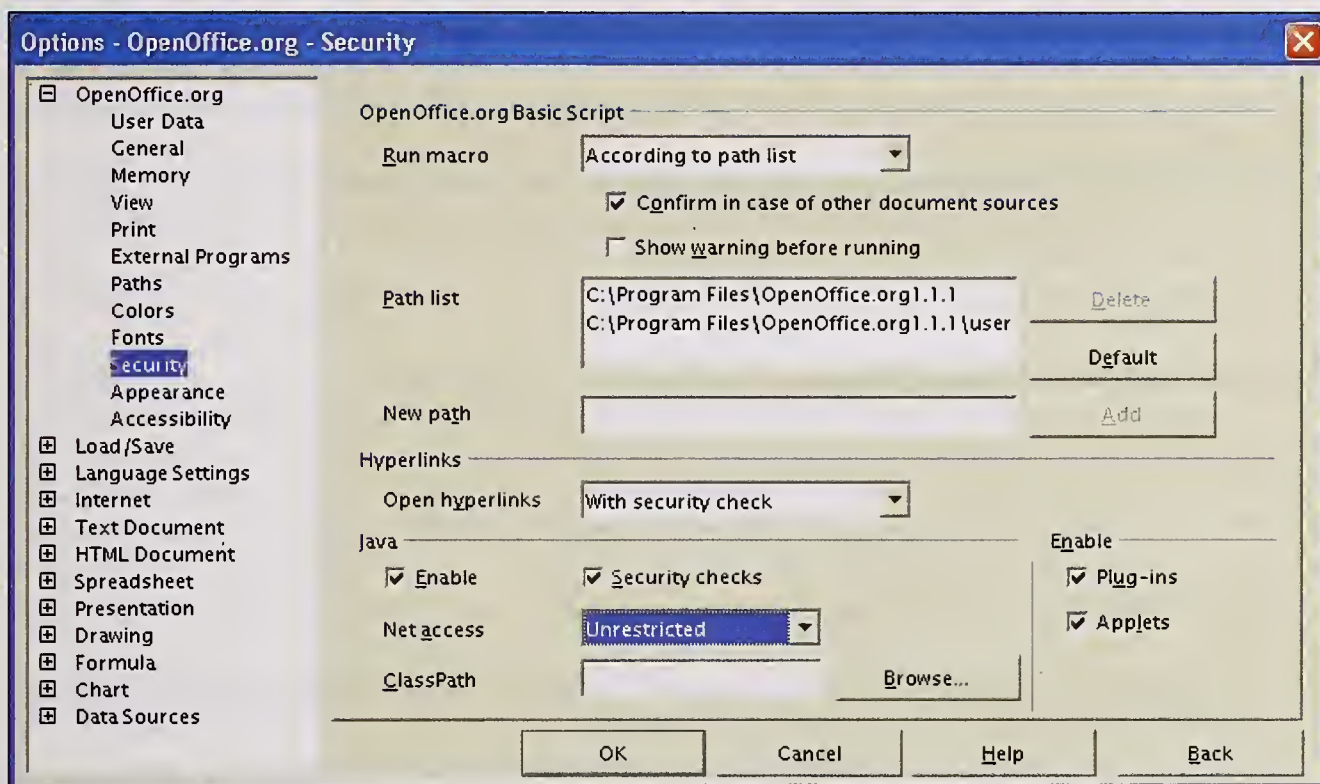 Options - OpenOffice.org - Security
OpenOffice.org
User Data
General
Memory
View
Print
External Programs
Paths
Colors
Fonts
Security
Appearance
Accessibility
Load/Save
Language Settings
Internet
Text Document
HTML Document
Spreadsheet
Presentation
Drawing
Formula
Chart
Data Sources
OpenOffice.org Basic Script
Run macro According to path list
Confirm in case of other document sources
Show warning before running
Path list C:\Program Files\OpenOffice.org1.1.1 Delete
C:\Program Files\OpenOffice.org1.1.1\user
Default
New path Add
Hyperlinks
Open hyperlinks With security check
Java Enable
Enable Security checks Plug-ins
Net access Unrestricted Applets
ClassPath Browse...
OK Cancel Help Back